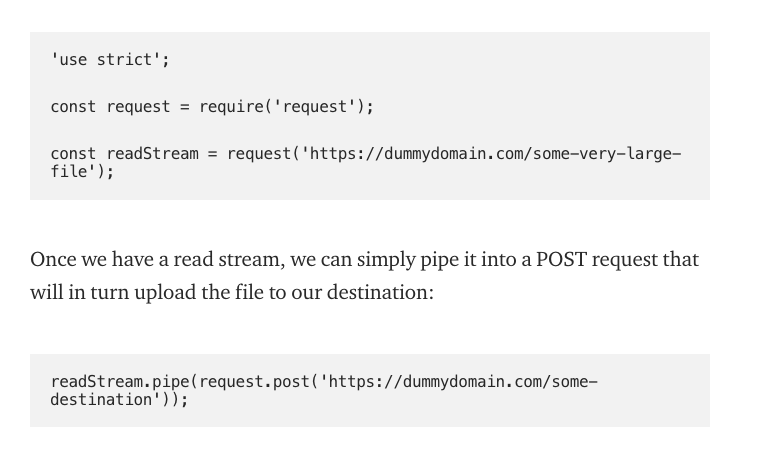 'use strict';
const request = require('request');
const readStream = request('https://dummydomain.com/some-very-large-
file');
Once we have a read stream, we can simply pipe it into a POST request that
will in turn upload the file to our destination:
readStream.pipe(request.post('https://dummydomain.com/some-
destination'));